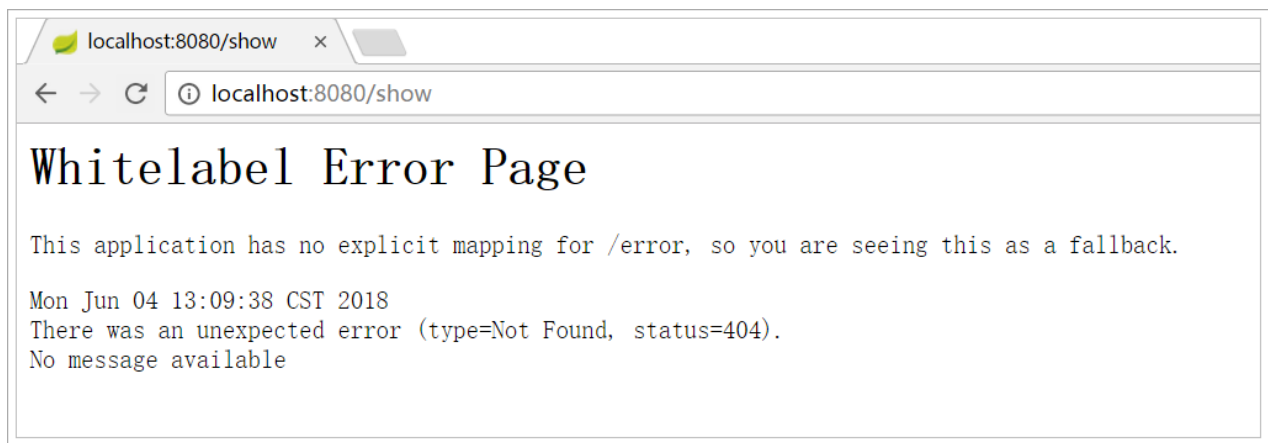 localhost:8080/show
localhost:8080/show
Whitelabel Error Page
This application has no explicit mapping for /error, so you are seeing this as a fallback.
Mon Jun 04 13:09:38 CST 2018
There was an unexpected error (type=Not Found, status=404).
No message available